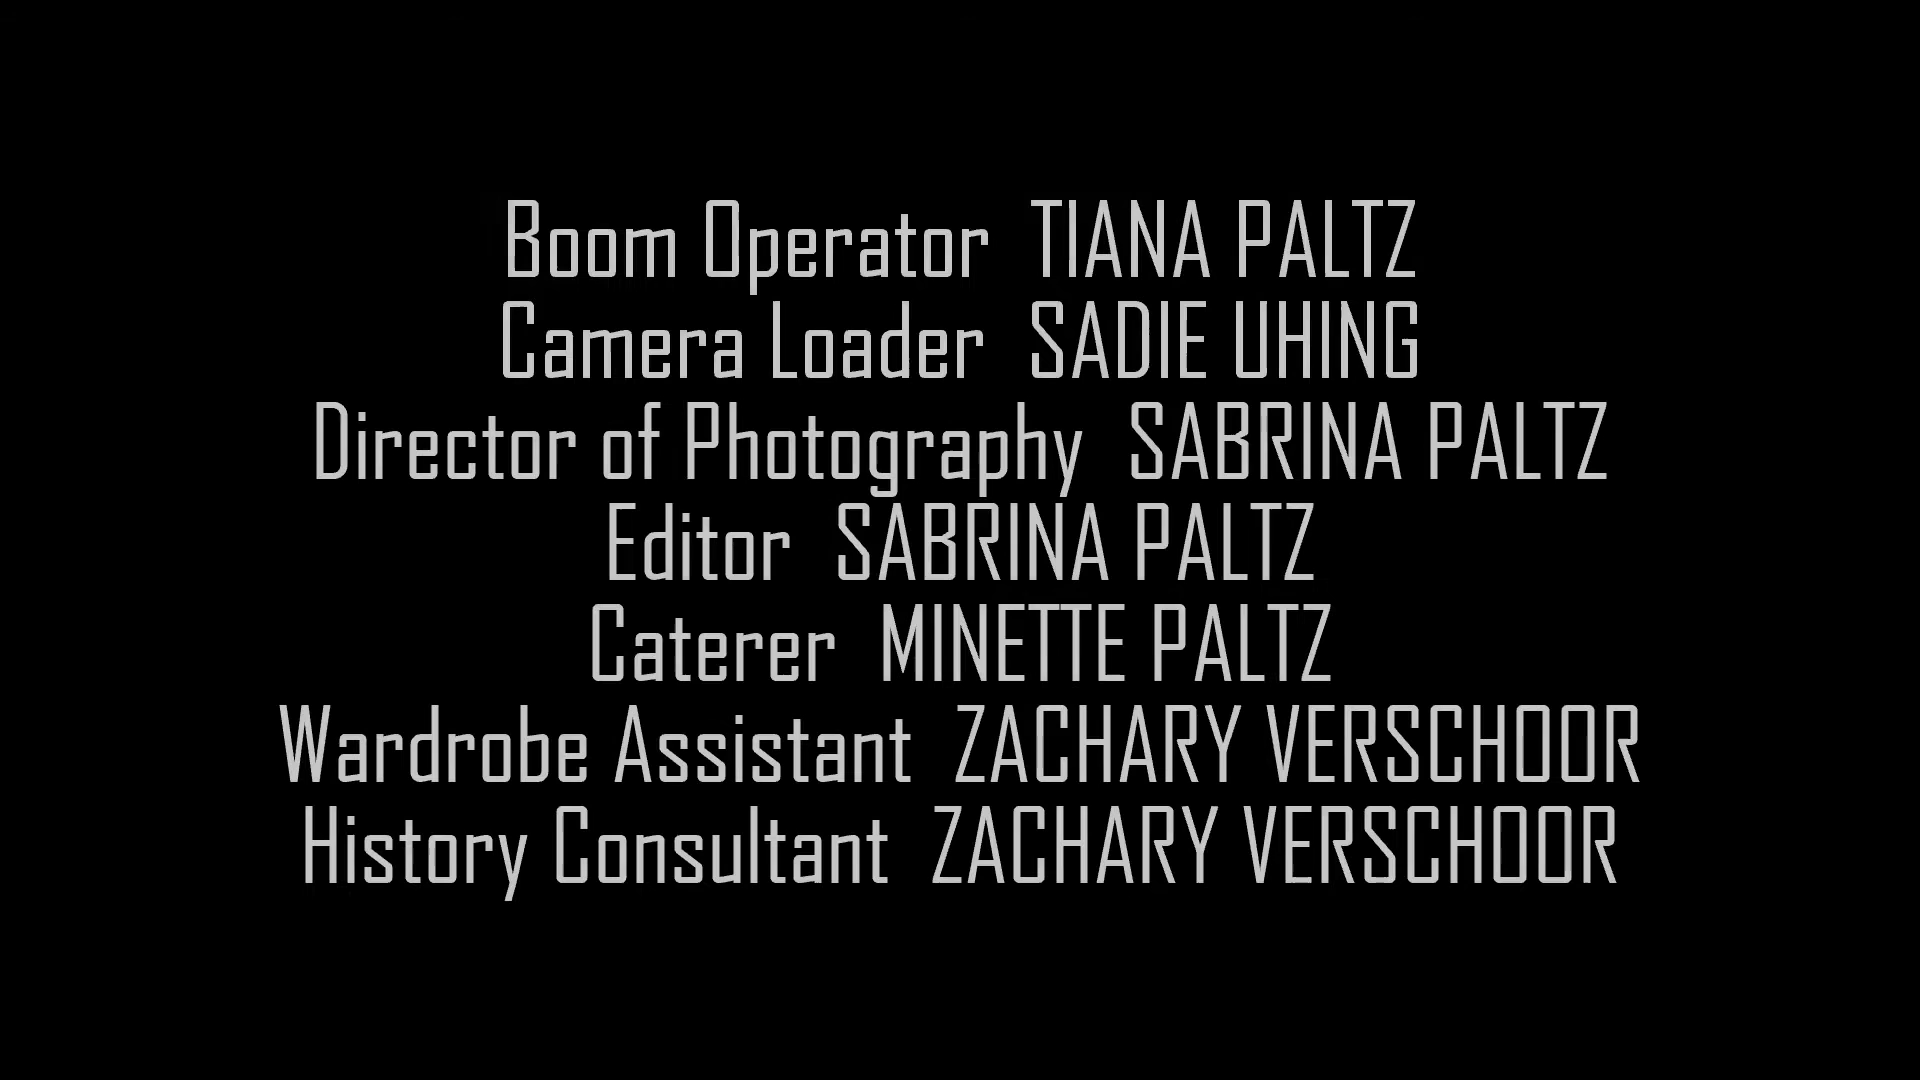 Boom Operator  TIANA PALTZ
Camera Loader  SADIE UHING
Director of Photography  SABRINA PALTZ
Editor  SABRINA PALTZ
Caterer  MINETTE PALTZ
Wardrobe Assistant  ZACHARY VERSCHOOR
History Consultant  ZACHARY VERSCHOOR